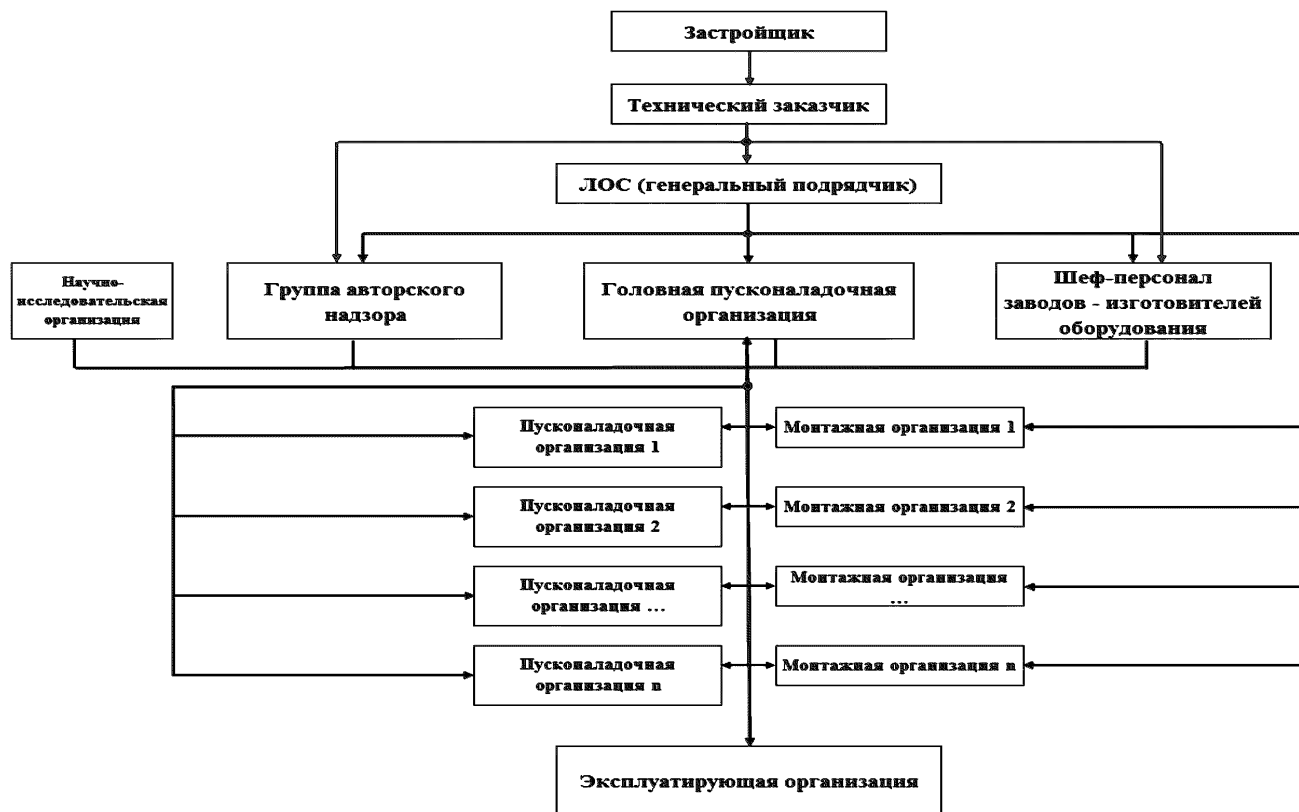 Застройщик
Технический заказчик
ЛОС (генеральный подрядчик)
Научно-
исследовательская
организация
Группа авторского
надзора
Головная пусконаладочная
организация
Шеф-персонал
заводов - изготовителей
оборудования
Пусконаладочная
организация 1
Монтажная организация 1
Пусконаладочная
организация 2
Монтажная организация 2
Пусконаладочная
организация ...
Монтажная организация
...
Пусконаладочная
организация n
Монтажная организация n
Эксплуатирующая организация